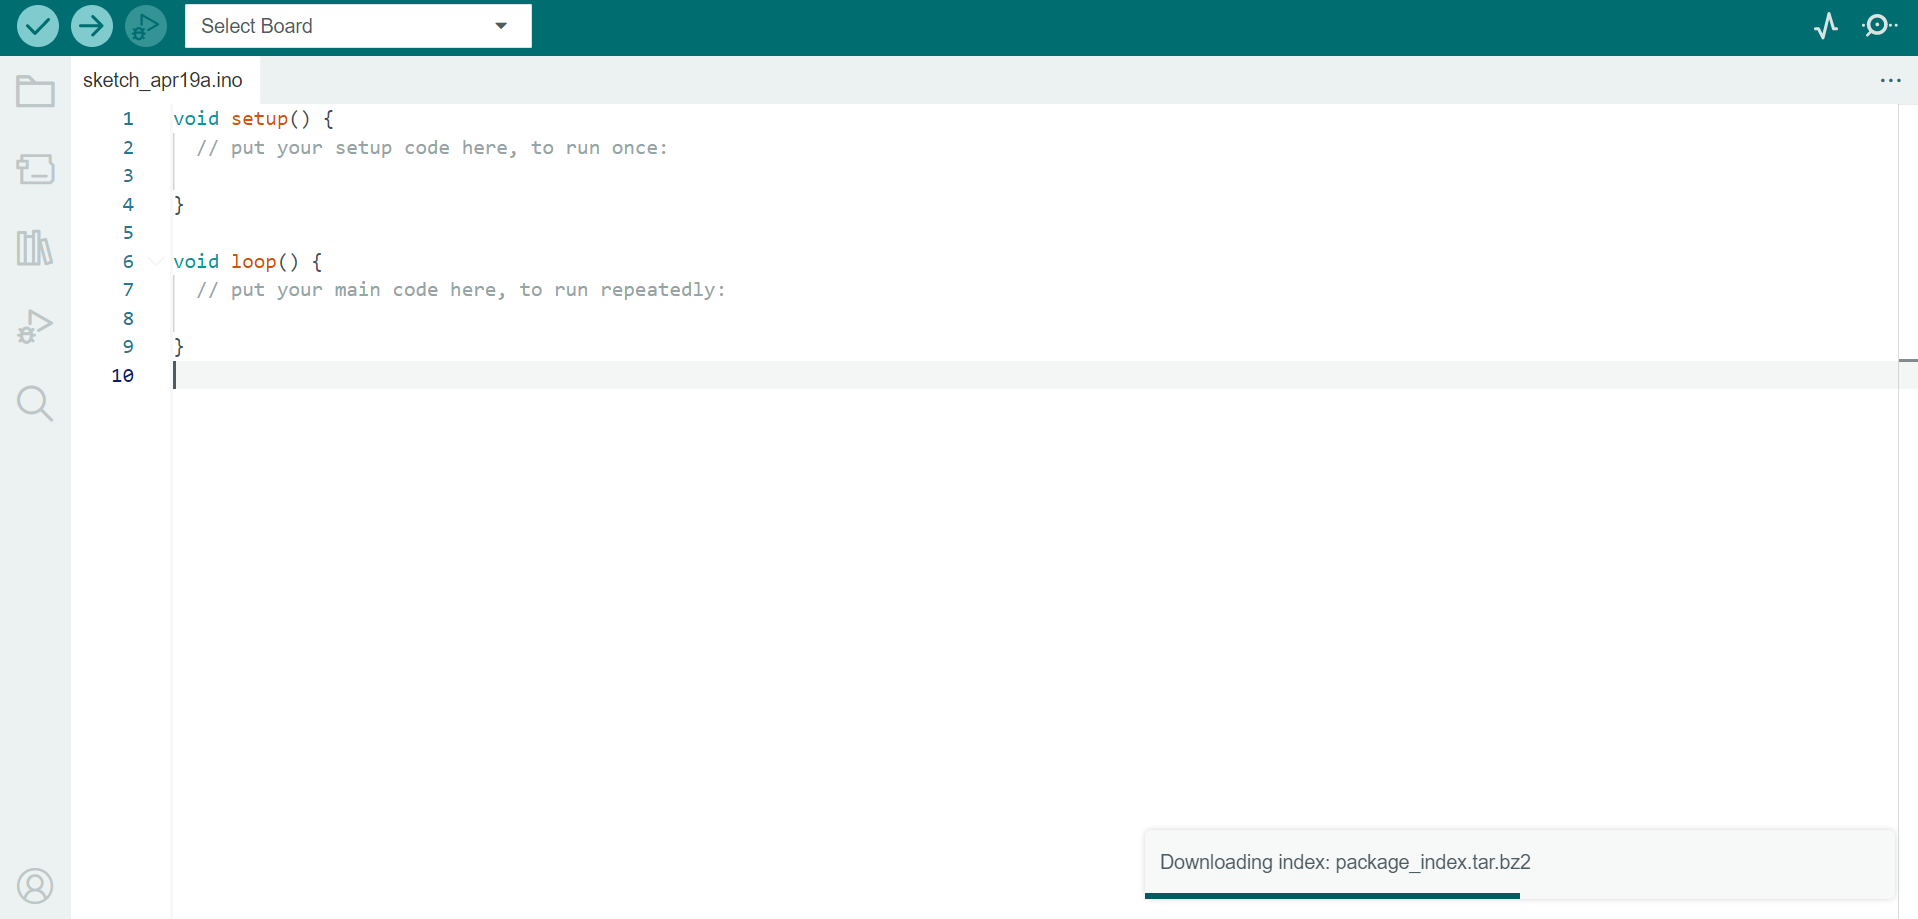 Select Board
sketch_apr19a.ino
1 void setup() {
2 // put your setup code here, to run once:
3
4 }
5
6 void loop() {
7 // put your main code here, to run repeatedly:
8
9 }
10
Downloading index: package_index.tar.bz2